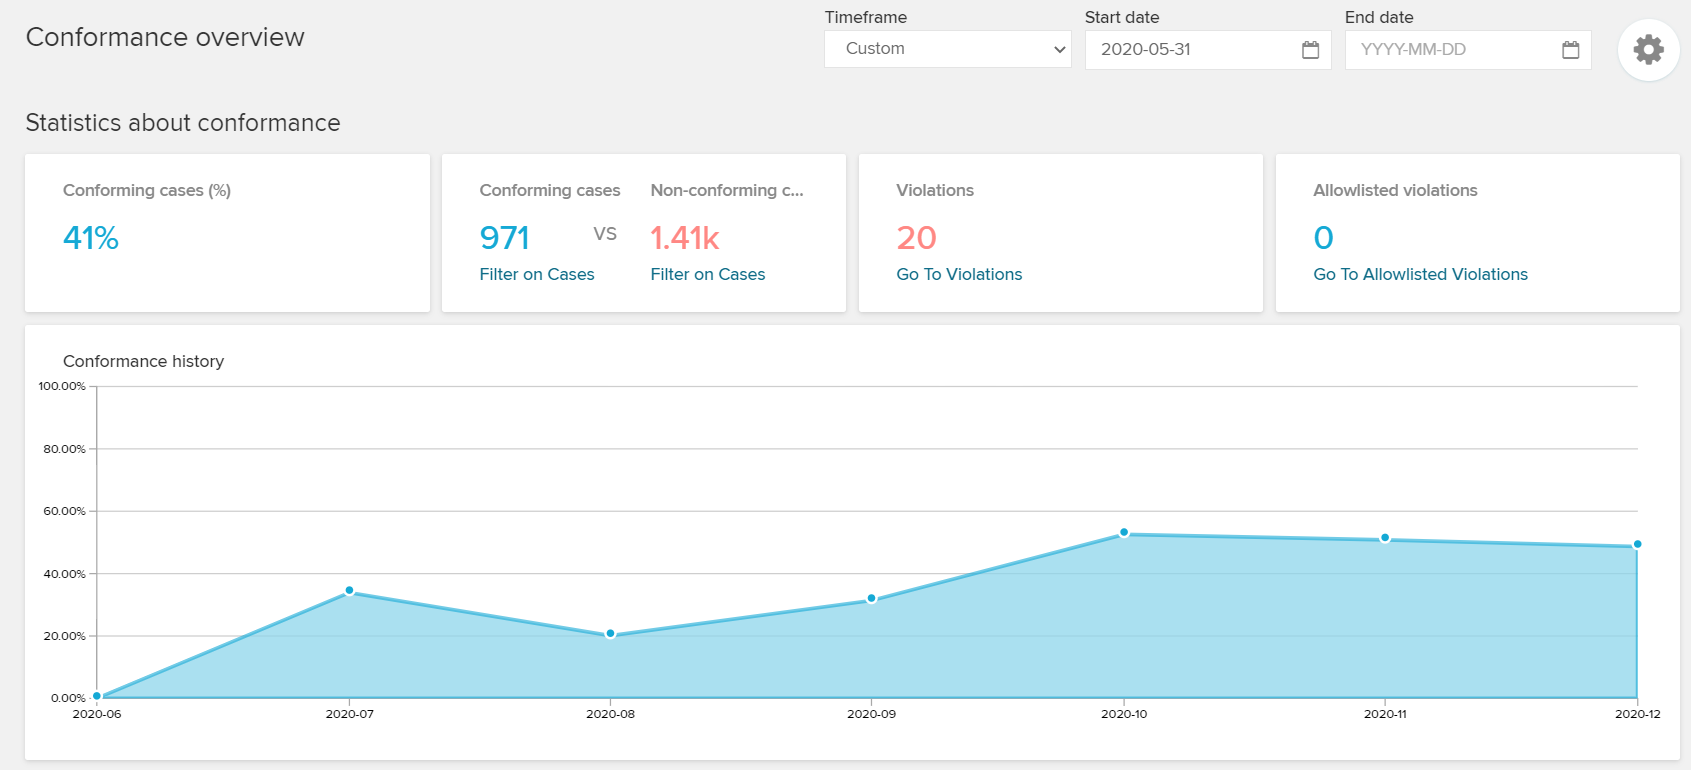 Conformance overview
Timeframe
Custom
Start date
2020-05-31
End date
YYYY-MM-DD
Statistics about conformance
Conforming cases (%)
41%
Conforming cases
971
Filter on Cases
VS
Non-conforming c...
1.41k
Filter on Cases
Violations
20
Go To Violations
Allowlisted violations
0
Go To Allowlisted Violations
Conformance history
100.00%
80.00%
60.00%
40.00%
20.00%
0.00%
2020-06 2020-07 2020-08 2020-09 2020-10 2020-11 2020-12